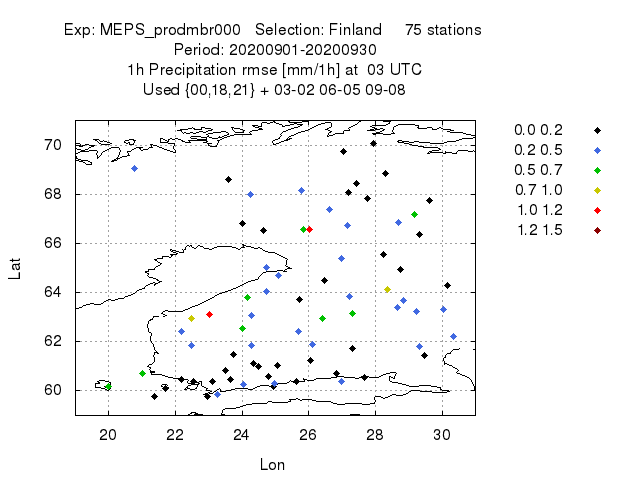 Exp: MEPS_prodmbr000 Selection: Finland 75 stations
Period: 20200901-20200930
1h Precipitation rmse [mm/1h] at 03 UTC
Used {00,18,21} + 03-02 06-05 09-08
70
68
66
64
62
60
Lat
20 22 24 26 28 30
Lon
0.0 0.2
0.2 0.5
0.5 0.7
0.7 1.0
1.0 1.2
1.2 1.5